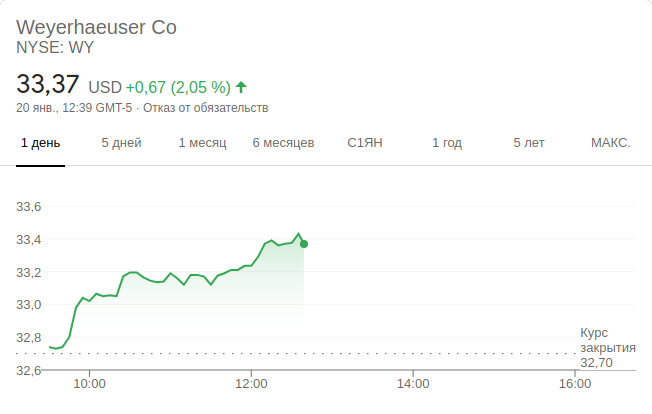 Weyerhaeuser Co
NYSE: WY
33,37 USD +0,67 (2,05 %)
20 янв., 12:39 GMT-5 · Отказ от обязательств
1 день 5 дней 1 месяц 6 месяцев С1ЯН 1 год 5 лет МАКС.
33,6
33,4
33,2
33,0
32,8
32,6
Курс
закрытия
32,70
10:00 12:00 14:00 16:00